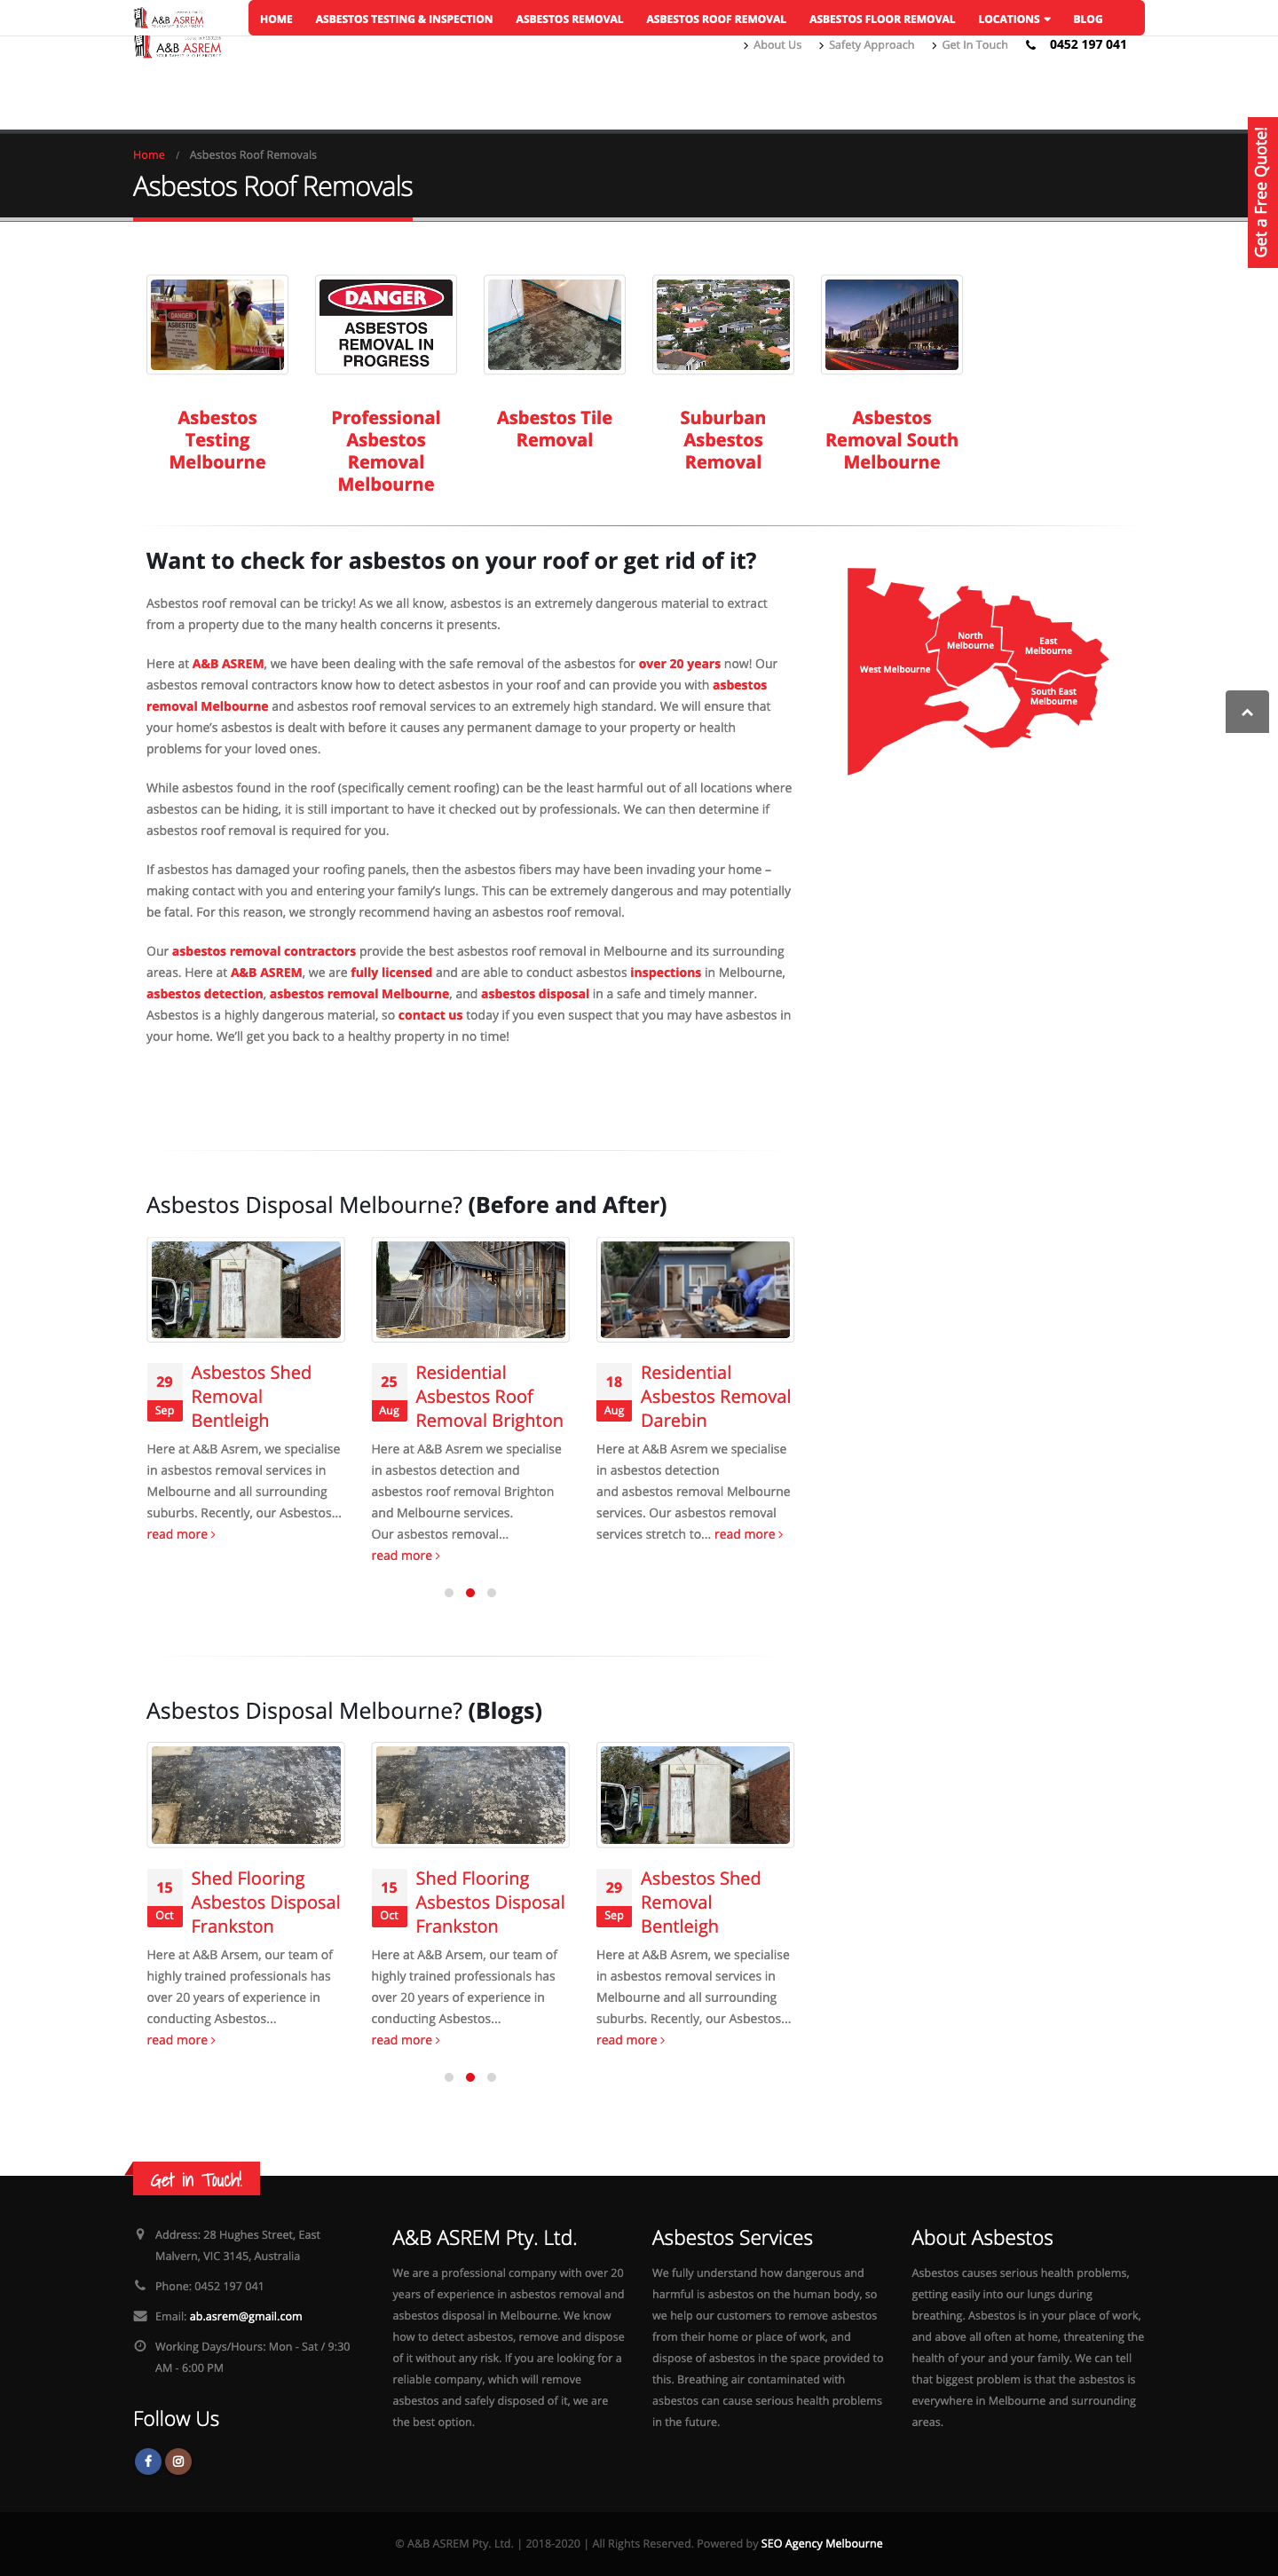 A&B ASREM
HOME
ASBESTOS TESTING & INSPECTION
ASBESTOS REMOVAL
ASBESTOS ROOF REMOVAL
ASBESTOS FLOOR REMOVAL
LOCATIONS
BLOG
A&B ASREM
About Us
Safety Approach
Get In Touch
0452 197 041
Get a Free Quote!
Home / Asbestos Roof Removals
Asbestos Roof Removals
DANGER
ASBESTOS
DANGER
ASBESTOS
REMOVAL IN
PROGRESS
Asbestos
Testing
Melbourne
Professional
Asbestos
Removal
Melbourne
Asbestos Tile
Removal
Suburban
Asbestos
Removal
Asbestos
Removal South
Melbourne
Want to check for asbestos on your roof or get rid of it?
Asbestos roof removal can be tricky! As we all know, asbestos is an extremely dangerous material to extract
from a property due to the many health concerns it presents.
Here at A&B ASREM, we have been dealing with the safe removal of the asbestos for over 20 years now! Our
asbestos removal contractors know how to detect asbestos in your roof and can provide you with asbestos
removal Melbourne and asbestos roof removal services to an extremely high standard. We will ensure that
your home's asbestos is dealt with before it causes any permanent damage to your property or health
problems for your loved ones.
While asbestos found in the roof (specifically cement roofing) can be the least harmful out of all locations where
asbestos can be hiding, it is still important to have it checked out by professionals. We can then determine if
asbestos roof removal is required for you.
If asbestos has damaged your roofing panels, then the asbestos fibers may have been invading your home –
making contact with you and entering your family's lungs. This can be extremely dangerous and may potentially
be fatal. For this reason, we strongly recommend having an asbestos roof removal.
Our asbestos removal contractors provide the best asbestos roof removal in Melbourne and its surrounding
areas. Here at A&B ASREM, we are fully licensed and are able to conduct asbestos inspections in Melbourne,
asbestos detection, asbestos removal Melbourne, and asbestos disposal in a safe and timely manner.
Asbestos is a highly dangerous material, so contact us today if you even suspect that you may have asbestos in
your home. We'll get you back to a healthy property in no time!
West Melbourne
North
Melbourne
East
Melbourne
South East
Melbourne
Asbestos Disposal Melbourne? (Before and After)
29
Sep
Asbestos Shed
Removal
Bentleigh
Here at A&B Asrem, we specialise
in asbestos removal services in
Melbourne and all surrounding
suburbs. Recently, our Asbestos...
read more
25
Aug
Residential
Asbestos Roof
Removal Brighton
Here at A&B Asrem we specialise
in asbestos detection and
asbestos roof removal Brighton
and Melbourne services.
Our asbestos removal...
read more
18
Aug
Residential
Asbestos Removal
Darebin
Here at A&B Asrem we specialise
in asbestos detection
and asbestos removal Melbourne
services. Our asbestos removal
services stretch to... read more
Asbestos Disposal Melbourne? (Blogs)
15
Oct
Shed Flooring
Asbestos Disposal
Frankston
Here at A&B Arsem, our team of
highly trained professionals has
over 20 years of experience in
conducting Asbestos...
read more
15
Oct
Shed Flooring
Asbestos Disposal
Frankston
Here at A&B Arsem, our team of
highly trained professionals has
over 20 years of experience in
conducting Asbestos...
read more
29
Sep
Asbestos Shed
Removal
Bentleigh
Here at A&B Asrem, we specialise
in asbestos removal services in
Melbourne and all surrounding
suburbs. Recently, our Asbestos...
read more
Get in Touch!
Address: 28 Hughes Street, East
Malvern, VIC 3145, Australia
Phone: 0452 197 041
Email: ab.asrem@gmail.com
Working Days/Hours: Mon - Sat / 9:30
AM - 6:00 PM
Follow Us
A&B ASREM Pty. Ltd.
We are a professional company with over 20
years of experience in asbestos removal and
asbestos disposal in Melbourne. We know
how to detect asbestos, remove and dispose
of it without any risk. If you are looking for a
reliable company, which will remove
asbestos and safely disposed of it, we are
the best option.
Asbestos Services
We fully understand how dangerous and
harmful is asbestos on the human body, so
we help our customers to remove asbestos
from their home or place of work, and
dispose of asbestos in the space provided to
this. Breathing air contaminated with
asbestos can cause serious health problems
in the future.
About Asbestos
Asbestos causes serious health problems,
getting easily into our lungs during
breathing. Asbestos is in your place of work,
and above all often at home, threatening the
health of your and your family. We can tell
that biggest problem is that the asbestos is
everywhere in Melbourne and surrounding
areas.
© A&B ASREM Pty. Ltd. | 2018-2020 | All Rights Reserved. Powered by SEO Agency Melbourne